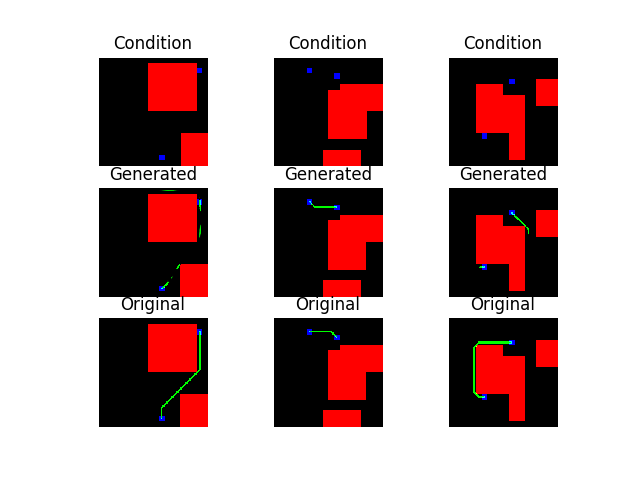 Condition Condition Condition
Generated Generated Generated
Original Original Original